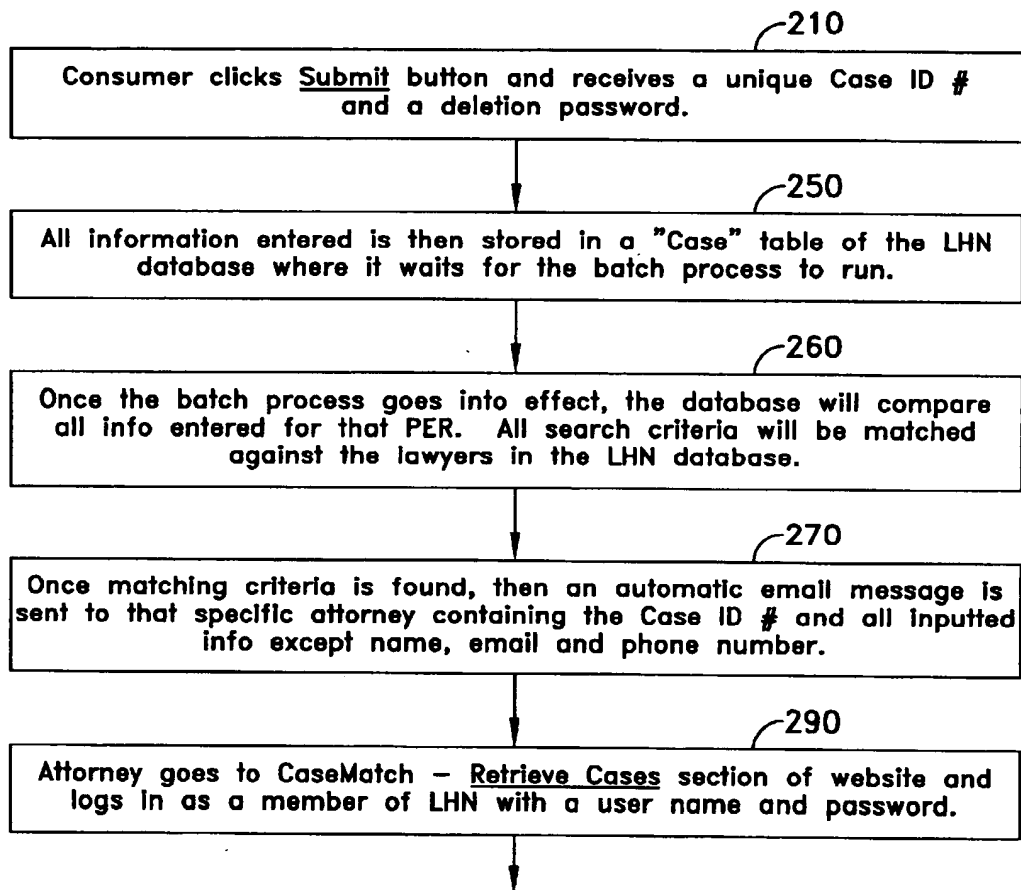 210
Consumer clicks Submit button and receives a unique Case ID #
and a deletion password.
250
All information entered is then stored in a "Case" table of the LHN
database where it waits for the batch process to run.
260
Once the batch process goes into effect, the database will compare
all info entered for that PER. All search criteria will be matched
against the lawyers in the LHN database.
270
Once matching criteria is found, then an automatic email message is
sent to that specific attorney containing the Case ID # and all inputted
info except name, email and phone number.
290
Attorney goes to CaseMatch – Retrieve Cases section of website and
logs in as a member of LHN with a user name and password.